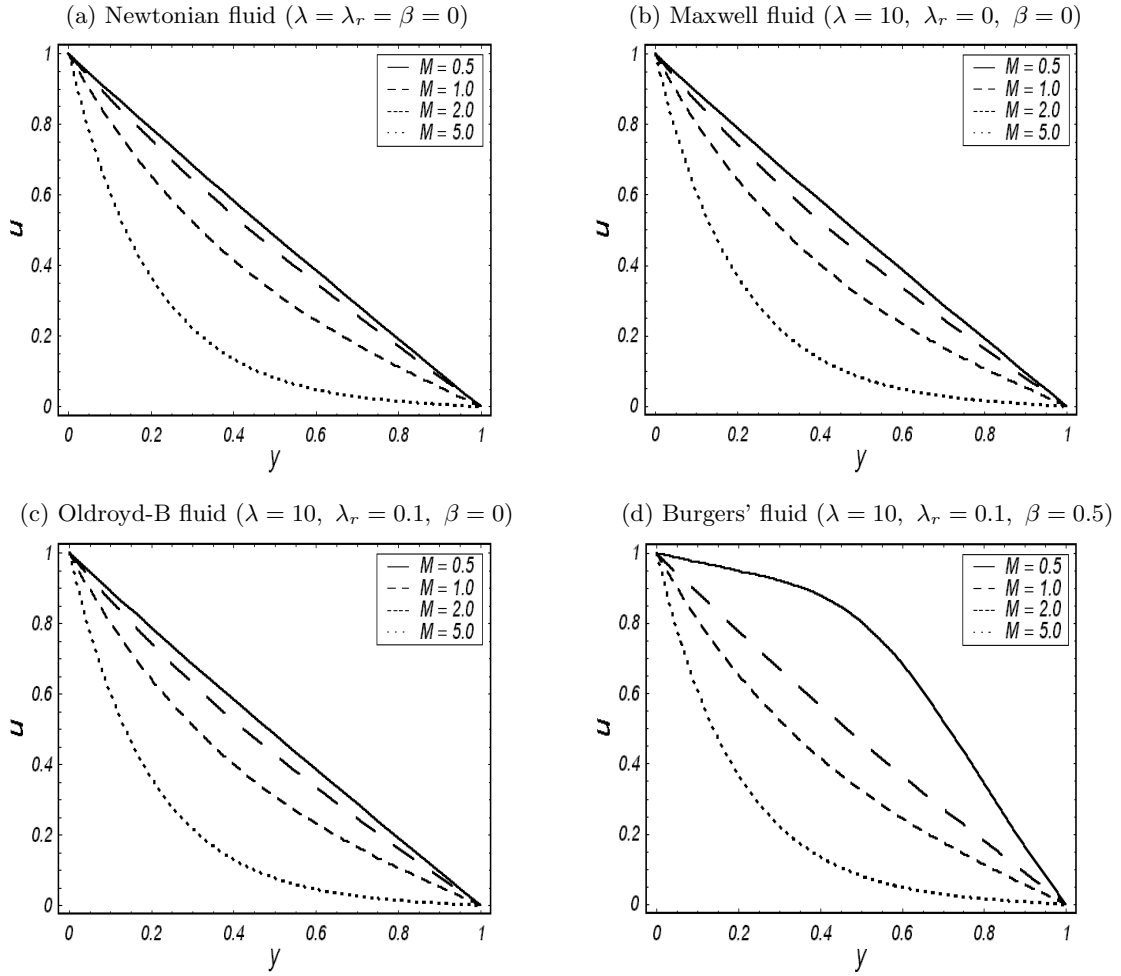 (a) Newtonian fluid (λ = λr = β = 0)
M = 0.5
M = 1.0
M = 2.0
M = 5.0
1
0.8
0.6
0.4
0.2
0
u
0 0.2 0.4 0.6 0.8 1
y
(b) Maxwell fluid (λ = 10, λr = 0, β = 0)
M = 0.5
M = 1.0
M = 2.0
M = 5.0
1
0.8
0.6
0.4
0.2
0
u
0 0.2 0.4 0.6 0.8 1
y
(c) Oldroyd-B fluid (λ = 10, λr = 0.1, β = 0)
M = 0.5
M = 1.0
M = 2.0
M = 5.0
1
0.8
0.6
0.4
0.2
0
u
0 0.2 0.4 0.6 0.8 1
y
(d) Burgers' fluid (λ = 10, λr = 0.1, β = 0.5)
M = 0.5
M = 1.0
M = 2.0
M = 5.0
1
0.8
0.6
0.4
0.2
0
u
0 0.2 0.4 0.6 0.8 1
y